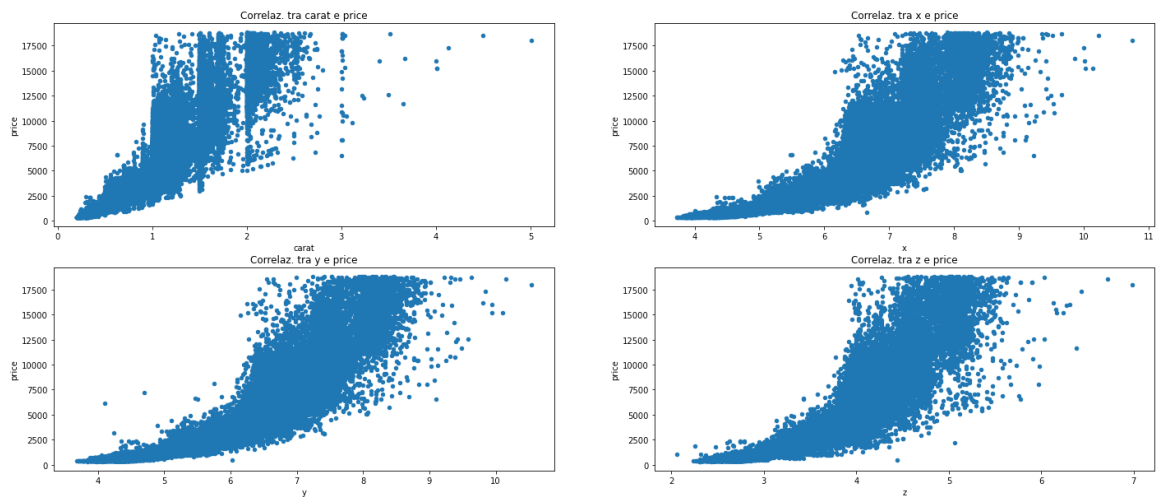 Correlaz. tra carat e price
price
17500
15000
12500
10000
7500
5000
2500
0
0 1 2 3 4 5
carat
Correlaz. tra x e price
price
17500
15000
12500
10000
7500
5000
2500
0
4 5 6 7 8 9 10 11
x
Correlaz. tra y e price
price
17500
15000
12500
10000
7500
5000
2500
0
4 5 6 7 8 9 10
y
Correlaz. tra z e price
price
17500
15000
12500
10000
7500
5000
2500
0
2 3 4 5 6 7
z